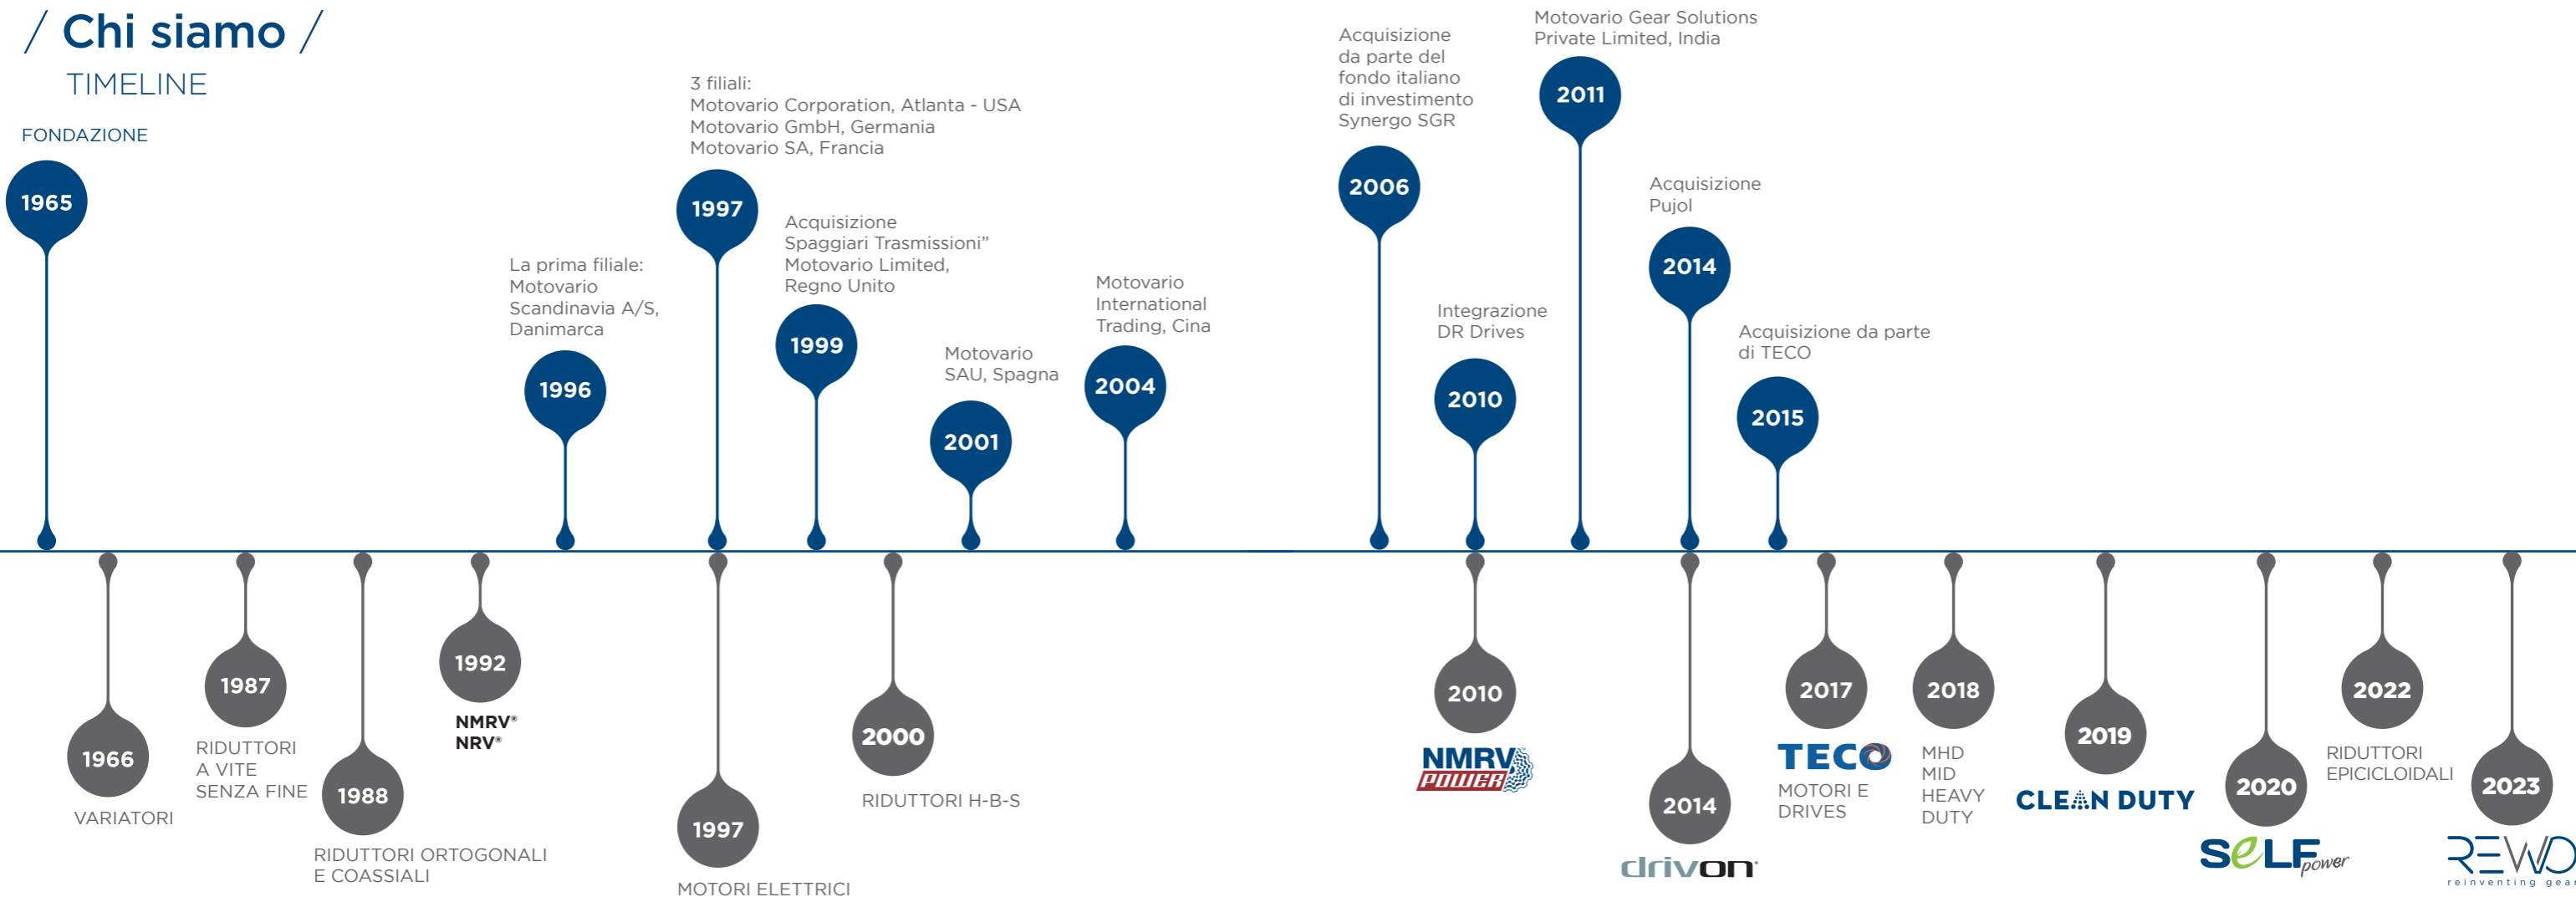 / Chi siamo /
TIMELINE
FONDAZIONE
1965
La prima filiale:
Motovario
Scandinavia A/S,
Danimarca
1996
3 filiali:
Motovario Corporation, Atlanta - USA
Motovario GmbH, Germania
Motovario SA, Francia
1997
Acquisizione
Spaggiari Trasmissioni”
Motovario Limited,
Regno Unito
1999
Motovario
SAU, Spagna
2001
Motovario
International
Trading, Cina
2004
Acquisizione
da parte del
fondo italiano
di investimento
Synergo SGR
2006
Integrazione
DR Drives
2010
Motovario Gear Solutions
Private Limited, India
2011
Acquisizione
Pujol
2014
Acquisizione da parte
di TECO
2015
1966
VARIATORI
1987
RIDUTTORI
A VITE
SENZA FINE
1988
RIDUTTORI ORTOGONALI
E COASSIALI
1992
NMRV®
NRV®
1997
MOTORI ELETTRICI
2000
RIDUTTORI H-B-S
2010
NMRV
POWER
2014
drivon
2017
TECO
MOTORI E
DRIVES
2018
MHD
MID
HEAVY
DUTY
2019
CLEAN DUTY
2020
SELF
power
2022
RIDUTTORI
EPICICLOIDALI
2023
REWO
reinventing gear